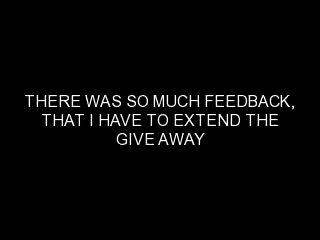 THERE WAS SO MUCH FEEDBACK,
THAT I HAVE TO EXTEND THE
GIVE AWAY